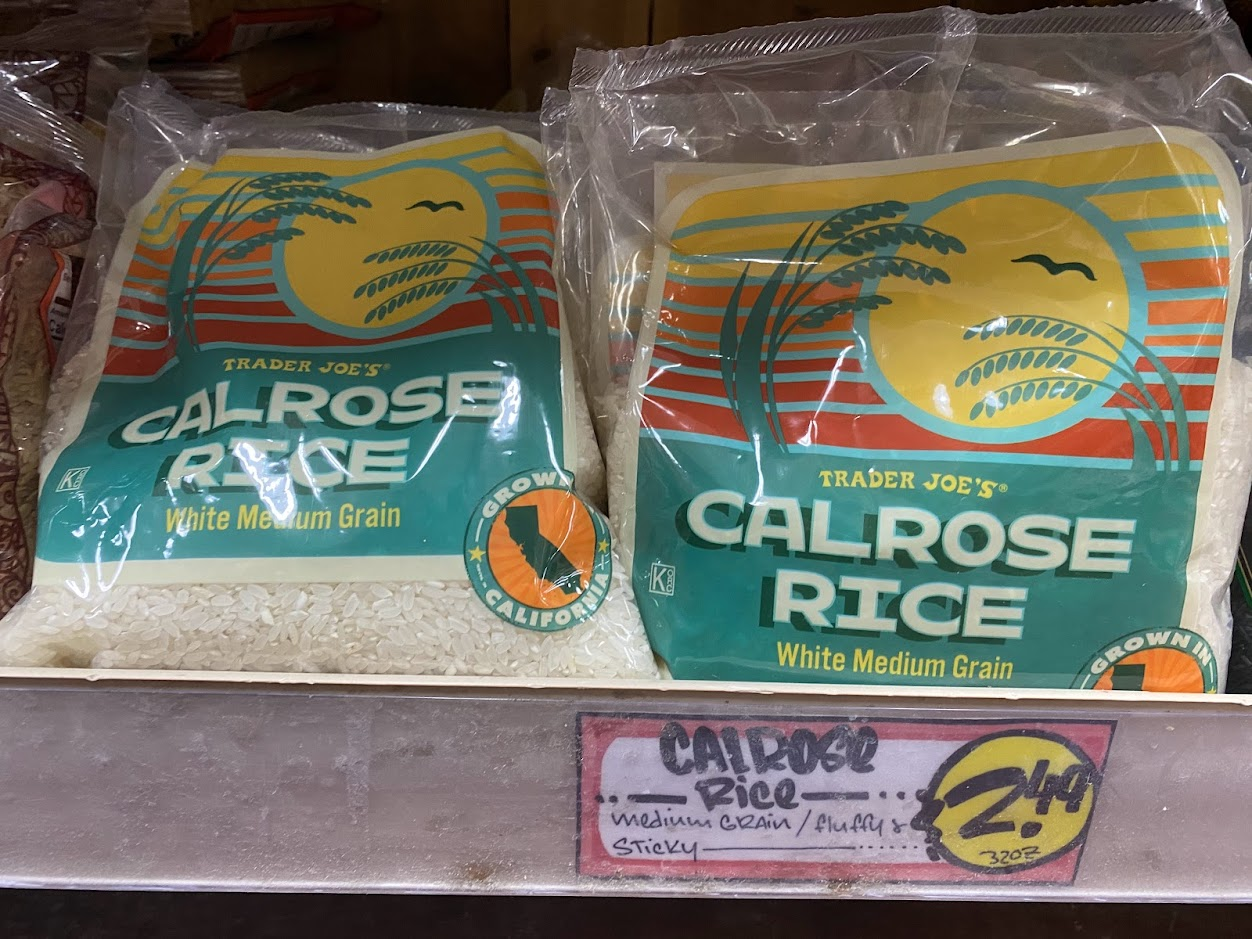 TRADER JOE'S®
CALROSE
RICE
White Medium Grain
GROWN
CALIFORNIA
K
TRADER JOE'S®
CALROSE
RICE
White Medium Grain
GROWN IN
K
CALROSE
Rice
medium GRAin / fluffy &
STicKy
2.49
32OZ